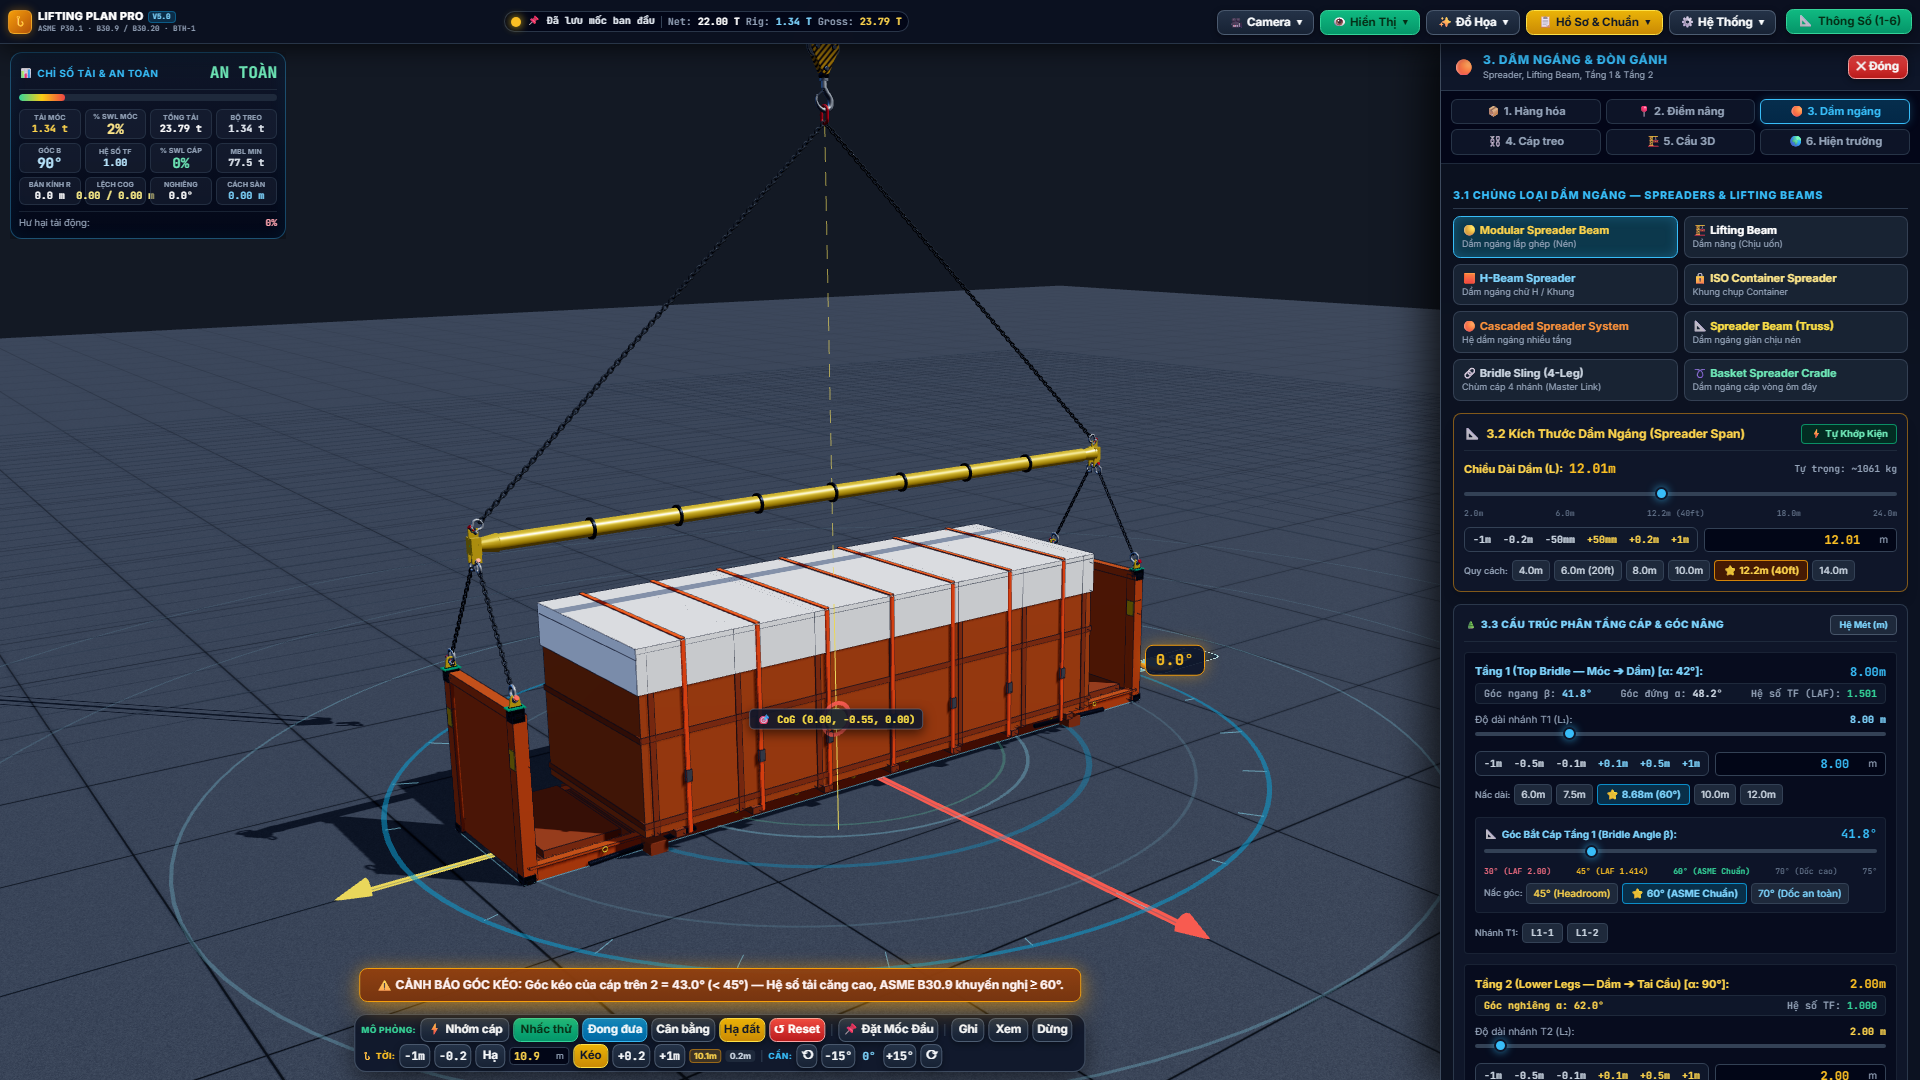 LIFTING PLAN PRO V5.0
ASME P30.1 · B30.9 / B30.20 · BTH-1
Đã lưu mốc ban đầu | Net: 22.00 T Rig: 1.34 T Gross: 23.79 T
Camera ▾
Hiển Thị ▾
Đồ Họa ▾
Hồ Sơ & Chuẩn ▾
Hệ Thống ▾
Thông Số (1-6)
CHỈ SỐ TẢI & AN TOÀN AN TOÀN
TẢI MÓC % SWL MÓC TỔNG TẢI BỘ TREO
1.34 t 2% 23.79 t 1.34 t
GÓC B HỆ SỐ TF % SWL CÁP MBL MIN
90° 1.00 0% 77.5 t
BÁN KÍNH R LỆCH COG NGHIÊNG CÁCH SÀN
0.0 m 0.00 / 0.00 m 0.0° 0.00 m
Hư hại tải động: 0%
0.0°
CoG (0.00, -0.55, 0.00)
CẢNH BÁO GÓC KÉO: Góc kéo của cáp trên 2 = 43.0° (< 45°) — Hệ số tải căng cao, ASME B30.9 khuyến nghị ≥ 60°.
MÔ PHỎNG: Nhớm cáp Nhấc thử Đong đưa Cân bằng Hạ đất Reset Đặt Mốc Đầu Ghi Xem Dừng
TỜI: -1m -0.2 Hạ 10.9 m Kéo +0.2 +1m 10.1m 0.2m CẦN: -15° 0° +15°
3. DẦM NGÁNG & ĐÒN GÁNH
Spreader, Lifting Beam, Tầng 1 & Tầng 2
Đóng
1. Hàng hóa 2. Điểm nâng 3. Dầm ngáng
4. Cáp treo 5. Cẩu 3D 6. Hiện trường
3.1 CHỦNG LOẠI DẦM NGÁNG — SPREADERS & LIFTING BEAMS
Modular Spreader Beam
Dầm ngáng lắp ghép (Nén)
Lifting Beam
Dầm nâng (Chịu uốn)
H-Beam Spreader
Dầm ngáng chữ H / Khung
ISO Container Spreader
Khung chụp Container
Cascaded Spreader System
Hệ dầm ngáng nhiều tầng
Spreader Beam (Truss)
Dầm ngáng giàn chịu nén
Bridle Sling (4-Leg)
Chùm cáp 4 nhánh (Master Link)
Basket Spreader Cradle
Dầm ngáng cáp vòng ôm đáy
3.2 Kích Thước Dầm Ngáng (Spreader Span) Tự Khớp Kiện
Chiều Dài Dầm (L): 12.01m Tự trọng: ~1061 kg
2.0m 6.0m 12.2m (40ft) 18.0m 24.0m
-1m -0.2m -50mm +50mm +0.2m +1m 12.01 m
Quy cách: 4.0m 6.0m (20ft) 8.0m 10.0m 12.2m (40ft) 14.0m
3.3 CẤU TRÚC PHÂN TẦNG CÁP & GÓC NÂNG Hệ Mét (m)
Tầng 1 (Top Bridle — Móc ➔ Dầm) [α: 42°]: 8.00m
Góc ngang β: 41.8° Góc đứng α: 48.2° Hệ số TF (LAF): 1.501
Độ dài nhánh T1 (L₁): 8.00 m
-1m -0.5m -0.1m +0.1m +0.5m +1m 8.00 m
Nấc dài: 6.0m 7.5m 8.68m (60°) 10.0m 12.0m
Góc Bắt Cáp Tầng 1 (Bridle Angle β): 41.8°
30° (LAF 2.00) 45° (LAF 1.414) 60° (ASME Chuẩn) 70° (Dốc cao) 75°
Nấc góc: 45° (Headroom) 60° (ASME Chuẩn) 70° (Dốc an toàn)
Nhánh T1: L1-1 L1-2
Tầng 2 (Lower Legs — Dầm ➔ Tai Cẩu) [α: 90°]: 2.00m
Góc nghiêng α: 62.0° Hệ số TF: 1.000
Độ dài nhánh T2 (L₂): 2.00 m
-1m -0.5m -0.1m +0.1m +0.5m +1m 2.00 m